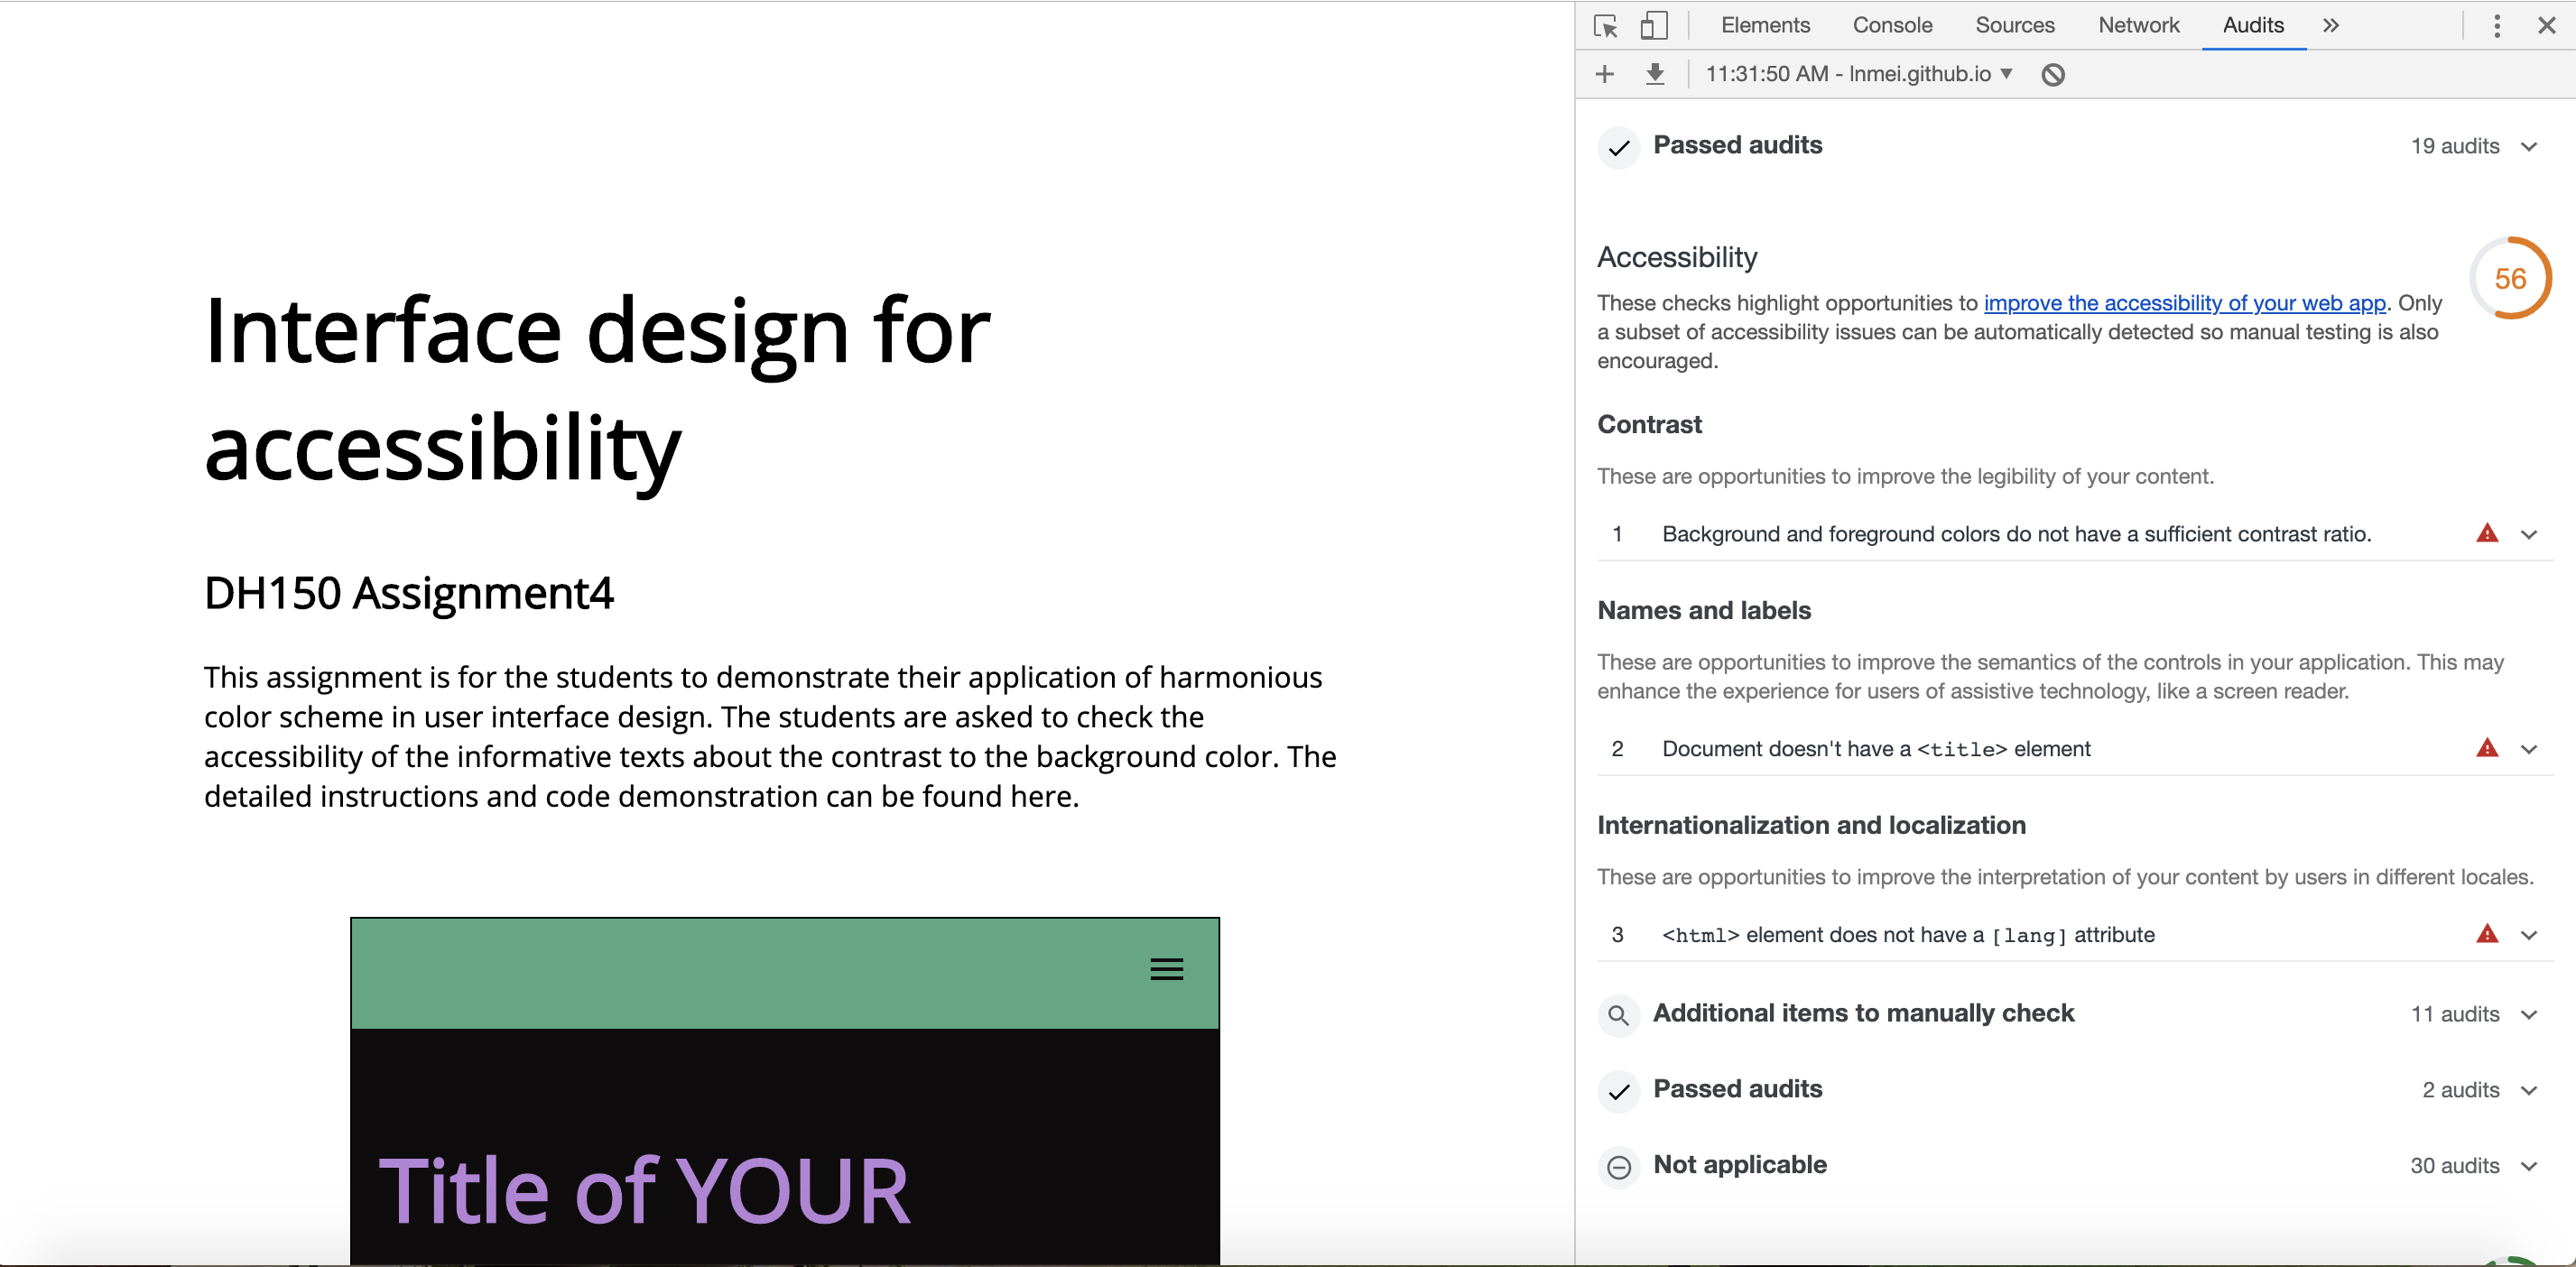 Interface design for
accessibility
DH150 Assignment4
This assignment is for the students to demonstrate their application of harmonious
color scheme in user interface design. The students are asked to check the
accessibility of the informative texts about the contrast to the background color. The
detailed instructions and code demonstration can be found here.
Title of YOUR
Elements Console Sources Network Audits
11:31:50 AM - lnmei.github.io
Passed audits 19 audits
Accessibility
56
These checks highlight opportunities to improve the accessibility of your web app. Only
a subset of accessibility issues can be automatically detected so manual testing is also
encouraged.
Contrast
These are opportunities to improve the legibility of your content.
1 Background and foreground colors do not have a sufficient contrast ratio.
Names and labels
These are opportunities to improve the semantics of the controls in your application. This may
enhance the experience for users of assistive technology, like a screen reader.
2 Document doesn't have a <title> element
Internationalization and localization
These are opportunities to improve the interpretation of your content by users in different locales.
3 <html> element does not have a [lang] attribute
Additional items to manually check 11 audits
Passed audits 2 audits
Not applicable 30 audits